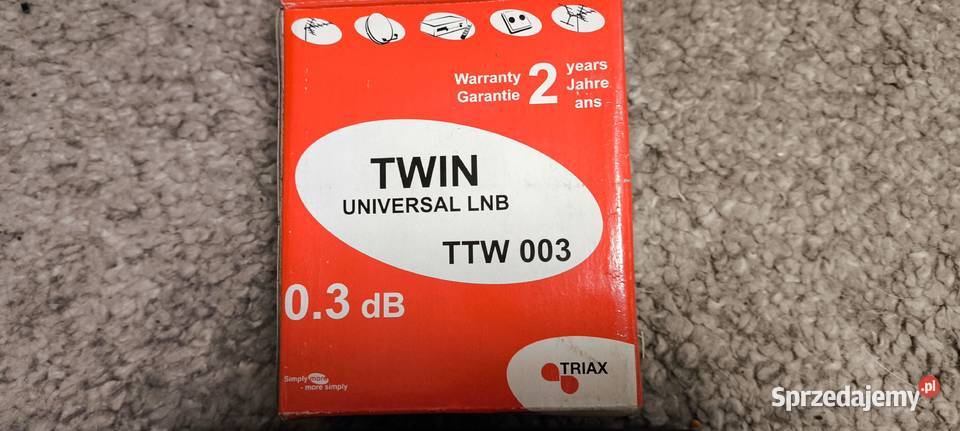 Warranty
Garantie
2
years
Jahre
ans
TWIN
UNIVERSAL LNB
TTW 003
0.3 dB
Simply more
- more simply
TRIAX
Sprzedajemy.pl